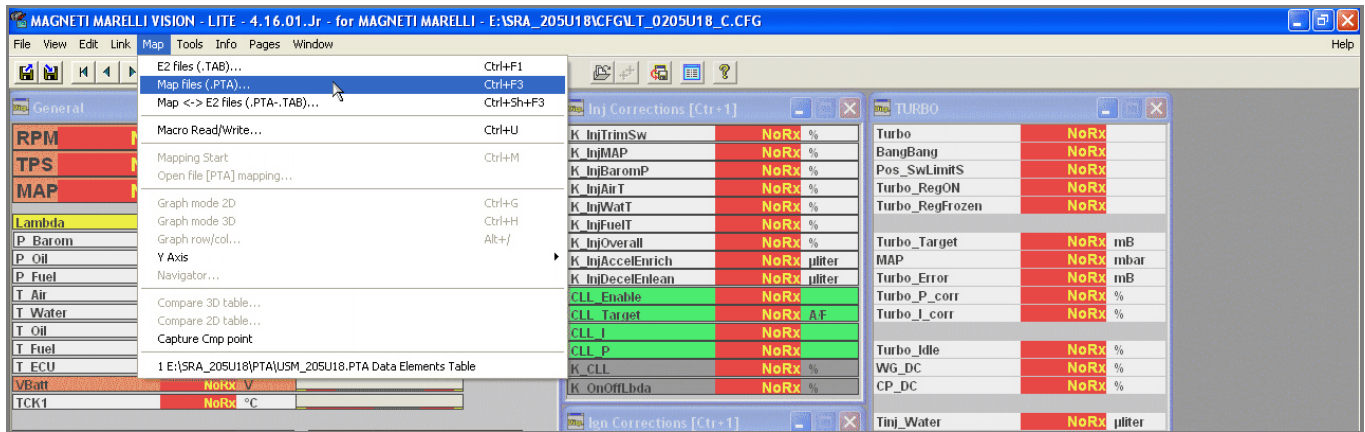 MAGNETI MARELLI VISION - LITE - 4.16.01.Jr - for MAGNETI MARELLI - E:\SRA_205U18\CFG\LT_0205U18_C.CFG
File View Edit Link Map Tools Info Pages Window Help
E2 files (.TAB)... Ctrl+F1
Map files (.PTA)... Ctrl+F3
Map <-> E2 files (.PTA-.TAB)... Ctrl+Sh+F3
Macro Read/Write... Ctrl+U
Mapping Start Ctrl+M
Open file [PTA] mapping...
Graph mode 2D Ctrl+G
Graph mode 3D Ctrl+H
Graph row/col... Alt+/
Y Axis
Navigator...
Compare 3D table...
Compare 2D table...
Capture Cmp point
1 E:\SRA_205U18\PTA\USM_205U18.PTA Data Elements Table
General
RPM
TPS
MAP
Lambda
P_Barom
P_Oil
P_Fuel
T_Air
T_Water
T_Oil
T_Fuel
T_ECU
VBatt NoRx V
TCK1 NoRx °C
Inj Corrections [Ctr+1]
K_InjTrimSw NoRx %
K_InjMAP NoRx %
K_InjBaromP NoRx %
K_InjAirT NoRx %
K_InjWatT NoRx %
K_InjFuelT NoRx %
K_InjOverall NoRx %
K_InjAccelEnrich NoRx µliter
K_InjDecelEnlean NoRx µliter
CLL_Enable NoRx
CLL_Target NoRx A/F
CLL_I NoRx
CLL_P NoRx
K_CLL NoRx %
K_OnOffLbda NoRx %
Ign Corrections [Ctr+1]
TURBO
Turbo NoRx
BangBang NoRx
Pos_SwLimitS NoRx
Turbo_RegON NoRx
Turbo_RegFrozen NoRx
Turbo_Target NoRx mB
MAP NoRx mbar
Turbo_Error NoRx mB
Turbo_P_corr NoRx %
Turbo_I_corr NoRx %
Turbo_Idle NoRx %
WG_DC NoRx %
CP_DC NoRx %
Tinj_Water NoRx µliter